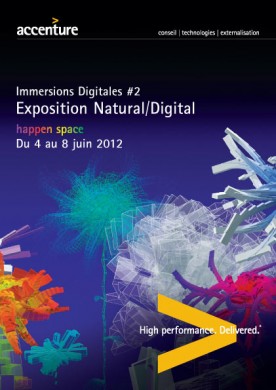 accenture
conseil | technologies | externalisation
Immersions Digitales #2
Exposition Natural/Digital
happen space
Du 4 au 8 juin 2012
High performance. Delivered.